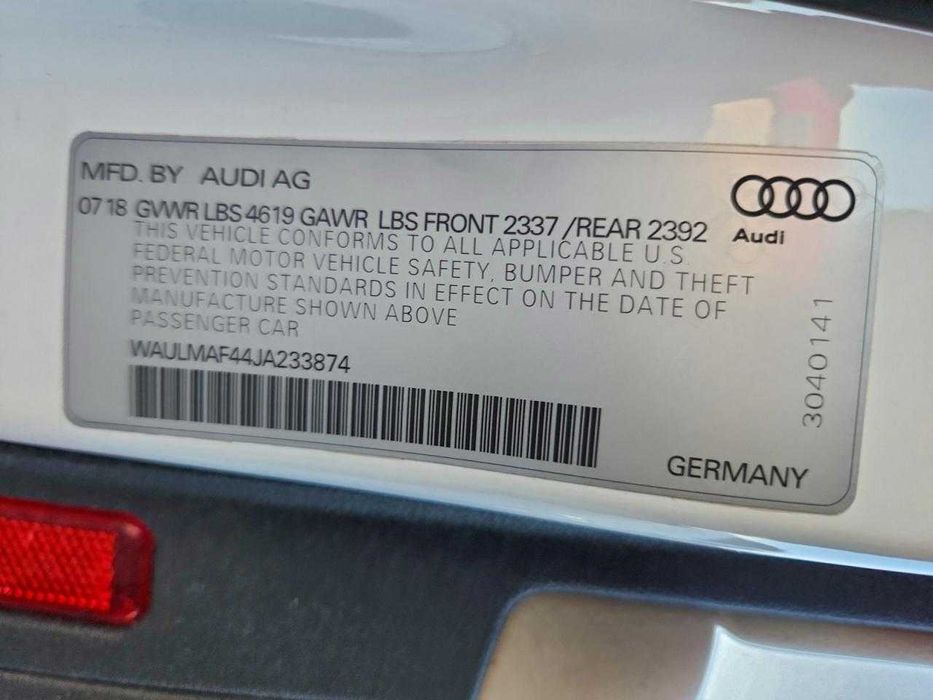 MFD. BY AUDI AG
07 18 GVWR LBS 4619 GAWR LBS FRONT 2337 /REAR 2392
THIS VEHICLE CONFORMS TO ALL APPLICABLE U.S.
FEDERAL MOTOR VEHICLE SAFETY, BUMPER AND THEFT
PREVENTION STANDARDS IN EFFECT ON THE DATE OF
MANUFACTURE SHOWN ABOVE
PASSENGER CAR
WAULMAF44JA233874
Audi
3040141
GERMANY